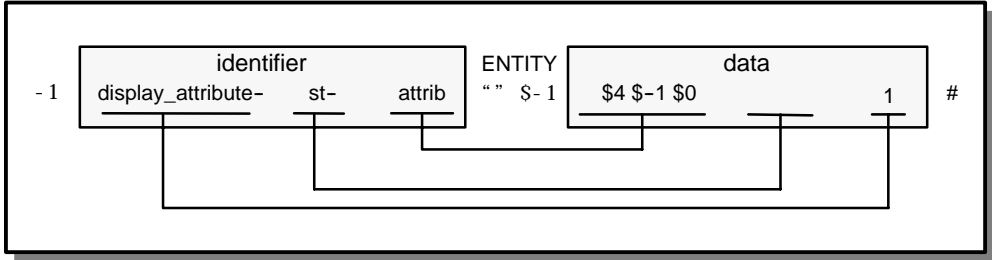 identifier ENTITY data
-1 display_attribute- st- attrib “ ” $-1 $4 $-1 $0 1 #